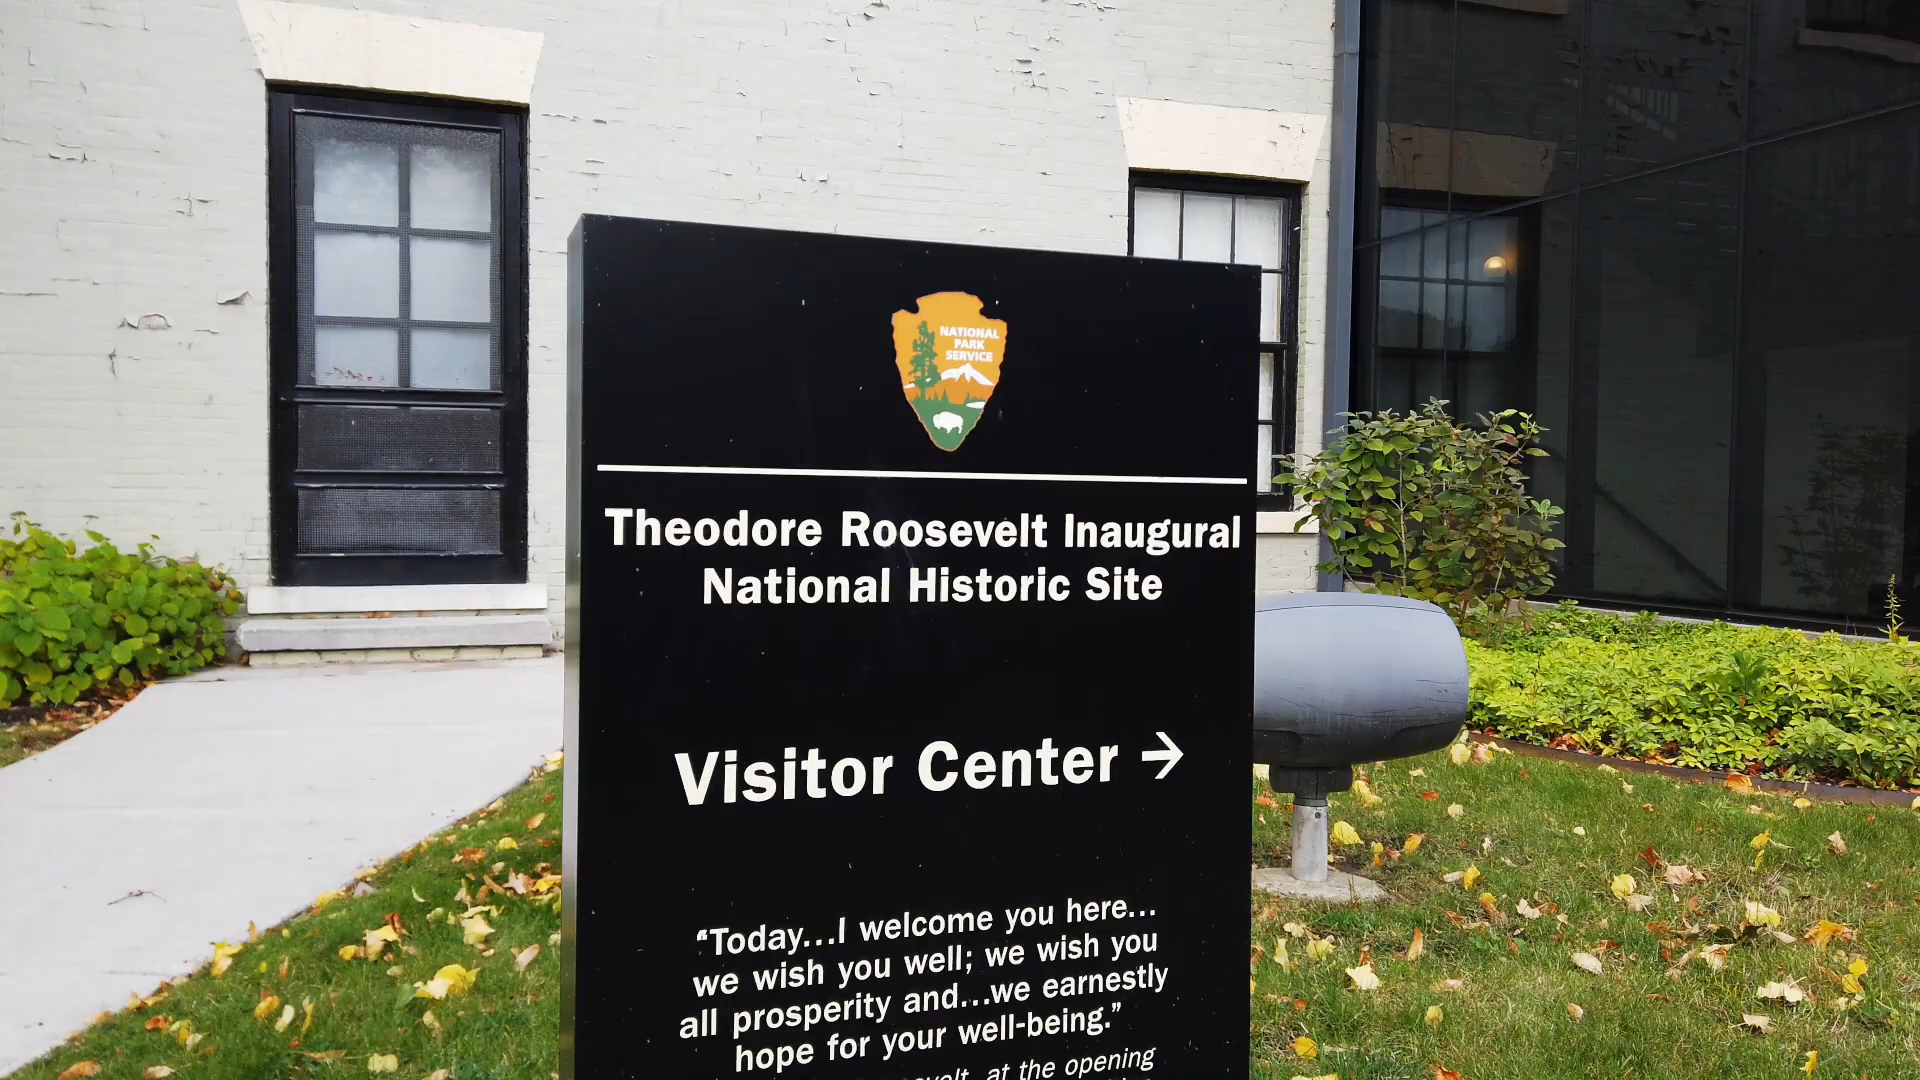 NATIONAL
PARK
SERVICE
Theodore Roosevelt Inaugural
National Historic Site
Visitor Center →
“Today...I welcome you here...
we wish you well; we wish you
all prosperity and...we earnestly
hope for your well-being.”
at the opening